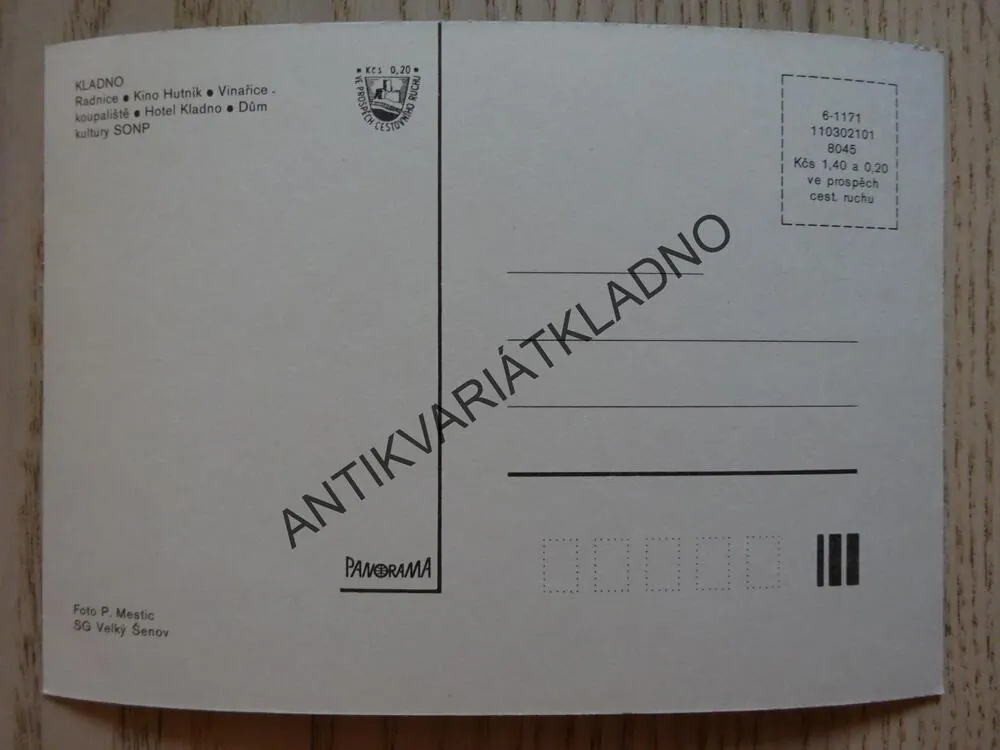 KLADNO
Radnice ● Kino Hutník ● Vinařice -
koupaliště ● Hotel Kladno ● Dům
kultury SONP
• Kčs 0,20 •
VE PROSPĚCH CESTOVNÍHO RUCHU
6-1171
110302101
8045
Kčs 1,40 a 0,20
ve prospěch
cest. ruchu
ANTIKVARIÁTKLADNO
PANORAMA
Foto P. Mestic
SG Velký Šenov